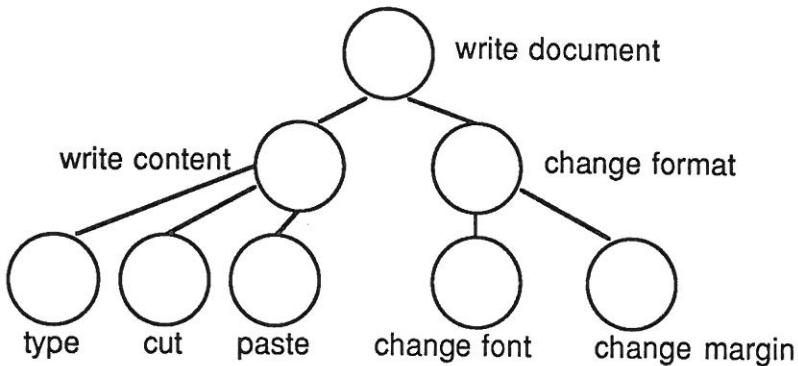 write document
write content
change format
type
cut
paste
change font
change margin